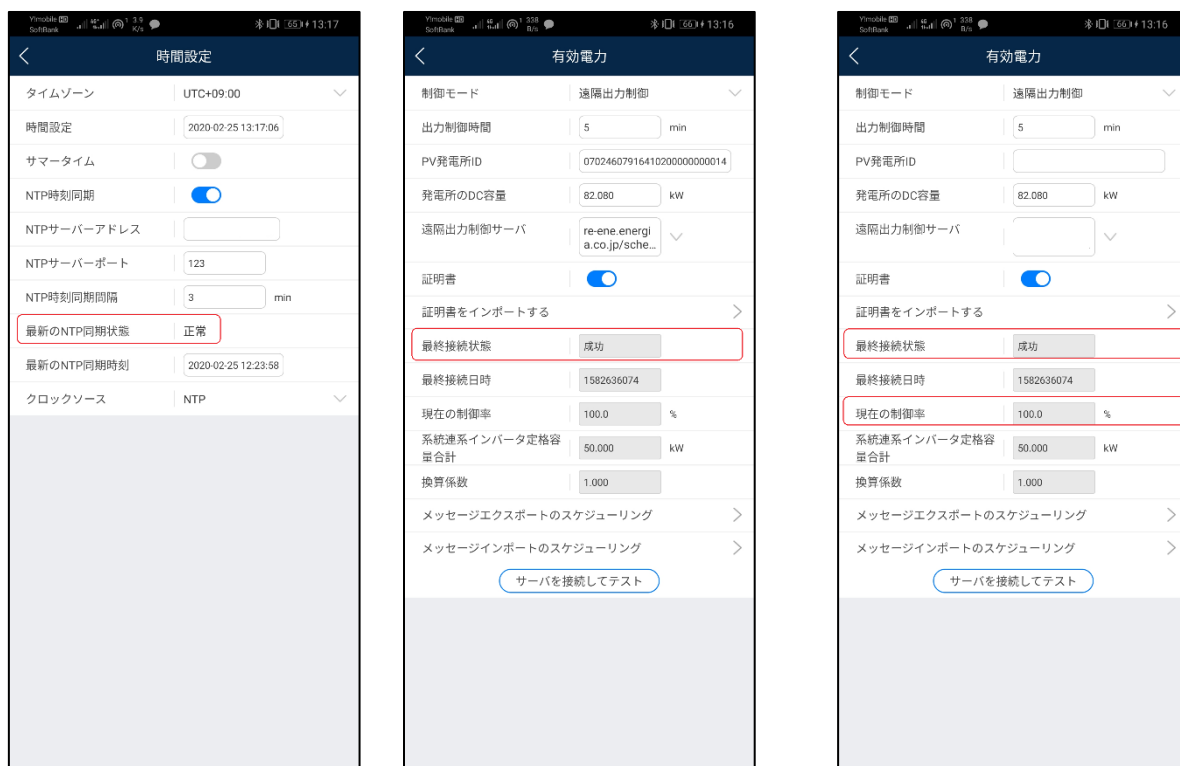 Y!mobile HD
SoftBank
46+
4G
1
3.9
K/s
65
13:17
時間設定
タイムゾーン UTC+09:00
時間設定 2020-02-25 13:17:06
サマータイム
NTP時刻同期
NTPサーバーアドレス
NTPサーバーポート 123
NTP時刻同期間隔 3 min
最新のNTP同期状態 正常
最新のNTP同期時刻 2020-02-25 12:23:58
クロックソース NTP
Y!mobile HD
SoftBank
338
B/s
66
13:16
有効電力
制御モード 遠隔出力制御
出力制御時間 5 min
PV発電所ID 07024607916410200000000014
発電所のDC容量 82.080 kW
遠隔出力制御サーバ re-ene.energi
a.co.jp/sche...
証明書
証明書をインポートする
最終接続状態 成功
最終接続日時 1582636074
現在の制御率 100.0 %
系統連系インバータ定格容
量合計 50.000 kW
換算係数 1.000
メッセージエクスポートのスケジューリング
メッセージインポートのスケジューリング
サーバを接続してテスト
Y!mobile HD
SoftBank
338
B/s
66
13:16
有効電力
制御モード 遠隔出力制御
出力制御時間 5 min
PV発電所ID
発電所のDC容量 82.080 kW
遠隔出力制御サーバ
証明書
証明書をインポートする
最終接続状態 成功
最終接続日時 1582636074
現在の制御率 100.0 %
系統連系インバータ定格容
量合計 50.000 kW
換算係数 1.000
メッセージエクスポートのスケジューリング
メッセージインポートのスケジューリング
サーバを接続してテスト